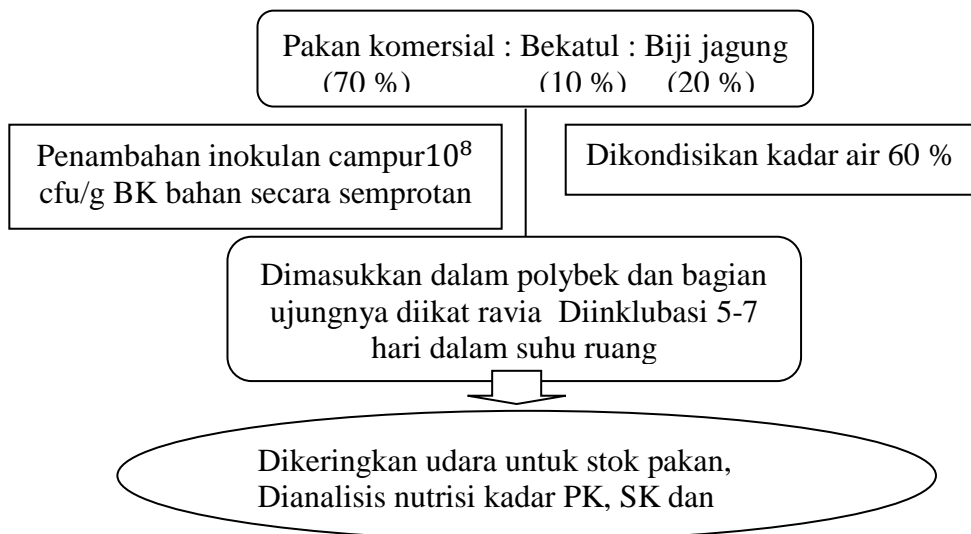 Pakan komersial : Bekatul : Biji jagung
(70 %) (10 %) (20 %)
Penambahan inokulan campur10⁸
cfu/g BK bahan secara semprotan
Dikondisikan kadar air 60 %
Dimasukkan dalam polybek dan bagian
ujungnya diikat ravia Diinklubasi 5-7
hari dalam suhu ruang
Dikeringkan udara untuk stok pakan,
Dianalisis nutrisi kadar PK, SK dan